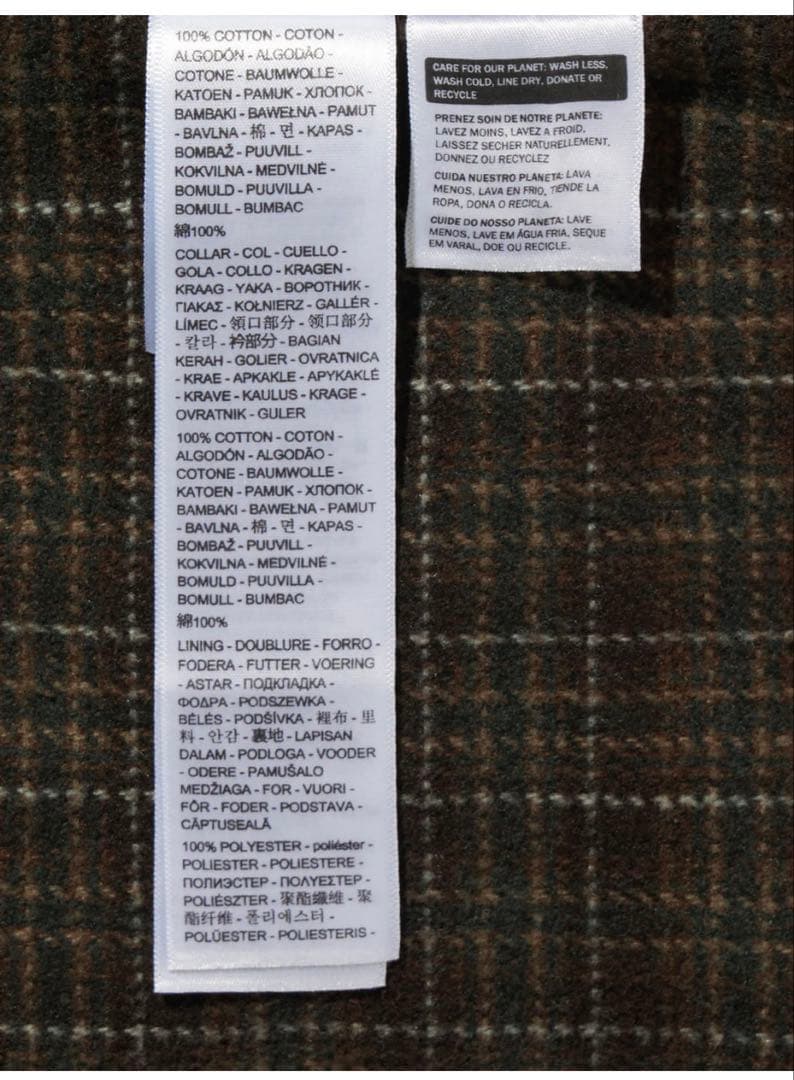 100% COTTON - COTON -
ALGODÓN - ALGODÃO -
COTONE - BAUMWOLLE -
KATOEN - PAMUK - ХЛОПОК -
BAMBAKI - BAWEŁNA - PAMUT
- BAVLNA - 棉 - 면 - KAPAS -
BOMBAŽ - PUUVILL -
KOKVILNA - MEDVILNĖ -
BOMULD - PUUVILLA -
BOMULL - BUMBAC
綿100%
COLLAR - COL - CUELLO -
GOLA - COLLO - KRAGEN -
KRAAG - YAKA - ВОРОТНИК -
ΓΙΑΚΑΣ - KOŁNIERZ - GALLÉR -
LÍMEC - 領口部分 - 领口部分
- 칼라 - 衿部分 - BAGIAN
KERAH - GOLIER - OVRATNICA
- KRAE - APKAKLE - APYKAKLĖ
- KRAVE - KAULUS - KRAGE -
OVRATNIK - GULER
100% COTTON - COTON -
ALGODÓN - ALGODÃO -
COTONE - BAUMWOLLE -
KATOEN - PAMUK - ХЛОПОК -
BAMBAKI - BAWEŁNA - PAMUT
- BAVLNA - 棉 - 면 - KAPAS -
BOMBAŽ - PUUVILL -
KOKVILNA - MEDVILNĖ -
BOMULD - PUUVILLA -
BOMULL - BUMBAC
綿100%
LINING - DOUBLURE - FORRO -
FODERA - FUTTER - VOERING
- ASTAR - ПОДКЛАДКА -
ΦΟΔΡΑ - PODSZEWKA -
BÉLÉS - PODŠÍVKA - 裡布 - 里
料 - 안감 - 裏地 - LAPISAN
DALAM - PODLOGA - VOODER
- ODERE - PAMUŠALO
MEDŽIAGA - FOR - VUORI -
FÔR - FODER - PODSTAVA -
CĂPTUSEALĂ
100% POLYESTER - poliéster -
POLIESTER - POLIESTERE -
ПОЛИЭСТЕР - ΠΟΛΥΕΣΤΕΡ -
POLIÉSZTER - 聚酯纖維 - 聚
酯纤维 - 폴리에스터 -
POLÜESTER - POLIESTERIS -
CARE FOR OUR PLANET: WASH LESS,
WASH COLD, LINE DRY, DONATE OR
RECYCLE
PRENEZ SOIN DE NOTRE PLANETE:
LAVEZ MOINS, LAVEZ A FROID,
LAISSEZ SECHER NATURELLEMENT,
DONNEZ OU RECYCLEZ
CUIDA NUESTRO PLANETA: LAVA
MENOS, LAVA EN FRIO, TIENDE LA
ROPA, DONA O RECICLA.
CUIDE DO NOSSO PLANETA: LAVE
MENOS, LAVE EM ÁGUA FRIA, SEQUE
EM VARAL, DOE OU RECICLE.